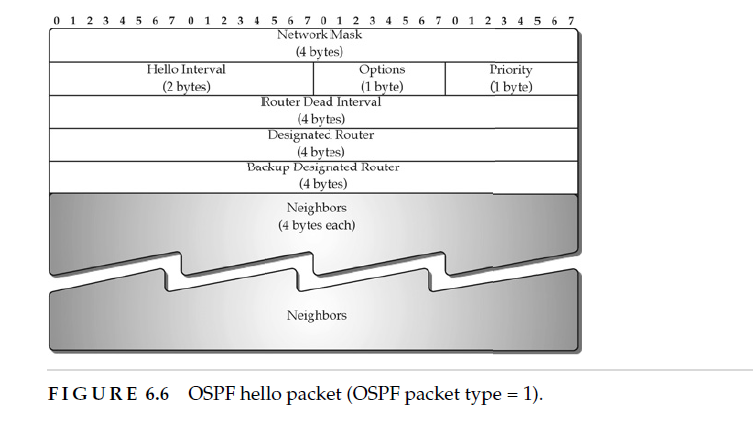 0 1 2 3 4 5 6 7 0 1 2 3 4 5 6 7 0 1 2 3 4 5 6 7 0 1 2 3 4 5 6 7
Network Mask
(4 bytes)
Hello Interval Options Priority
(2 bytes) (1 byte) (1 byte)
Router Dead Interval
(4 bytes)
Designated Router
(4 bytes)
Backup Designated Router
(4 bytes)
Neighbors
(4 bytes each)
Neighbors
FIGURE 6.6 OSPF hello packet (OSPF packet type = 1).